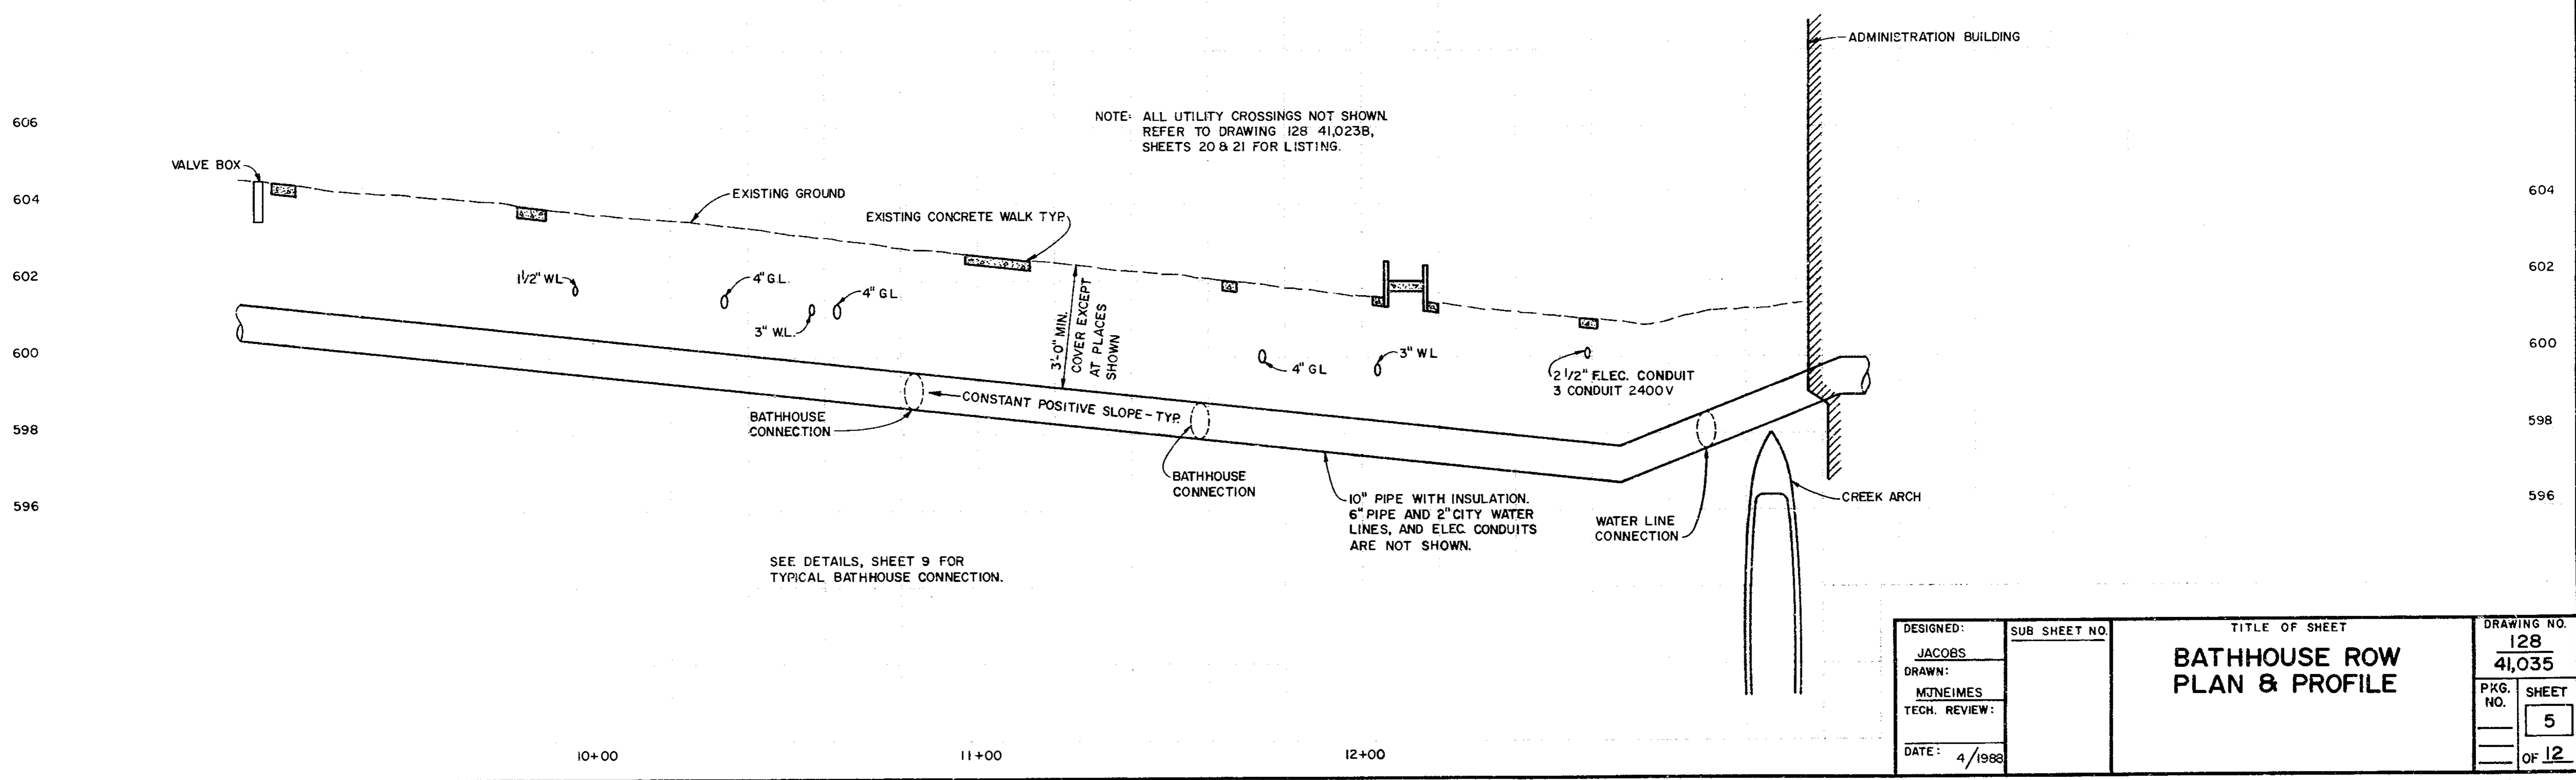 ADMINISTRATION BUILDING
606
NOTE: ALL UTILITY CROSSINGS NOT SHOWN.
REFER TO DRAWING 128 41,023B,
SHEETS 20 & 21 FOR LISTING.
VALVE BOX
604
EXISTING GROUND
604
EXISTING CONCRETE WALK TYP.
602
1 1/2" W.L.
4" G.L.
4" G.L.
3" W.L.
602
3'-0" MIN.
COVER EXCEPT
AT PLACES
SHOWN
600
4" G.L.
3" W.L.
2 1/2" ELEC. CONDUIT
3 CONDUIT 2400V
600
CONSTANT POSITIVE SLOPE-TYP.
BATHHOUSE
CONNECTION
598
598
BATHHOUSE
CONNECTION
10" PIPE WITH INSULATION.
6" PIPE AND 2" CITY WATER
LINES, AND ELEC. CONDUITS
ARE NOT SHOWN.
WATER LINE
CONNECTION
CREEK ARCH
596
596
SEE DETAILS, SHEET 9 FOR
TYPICAL BATHHOUSE CONNECTION.
10+00
11+00
12+00
DESIGNED:
JACOBS
DRAWN:
MJNEIMES
TECH. REVIEW:
DATE: 4/1988
SUB SHEET NO.
TITLE OF SHEET
BATHHOUSE ROW
PLAN & PROFILE
DRAWING NO.
128
41,035
PKG.
NO.
SHEET
5
OF 12